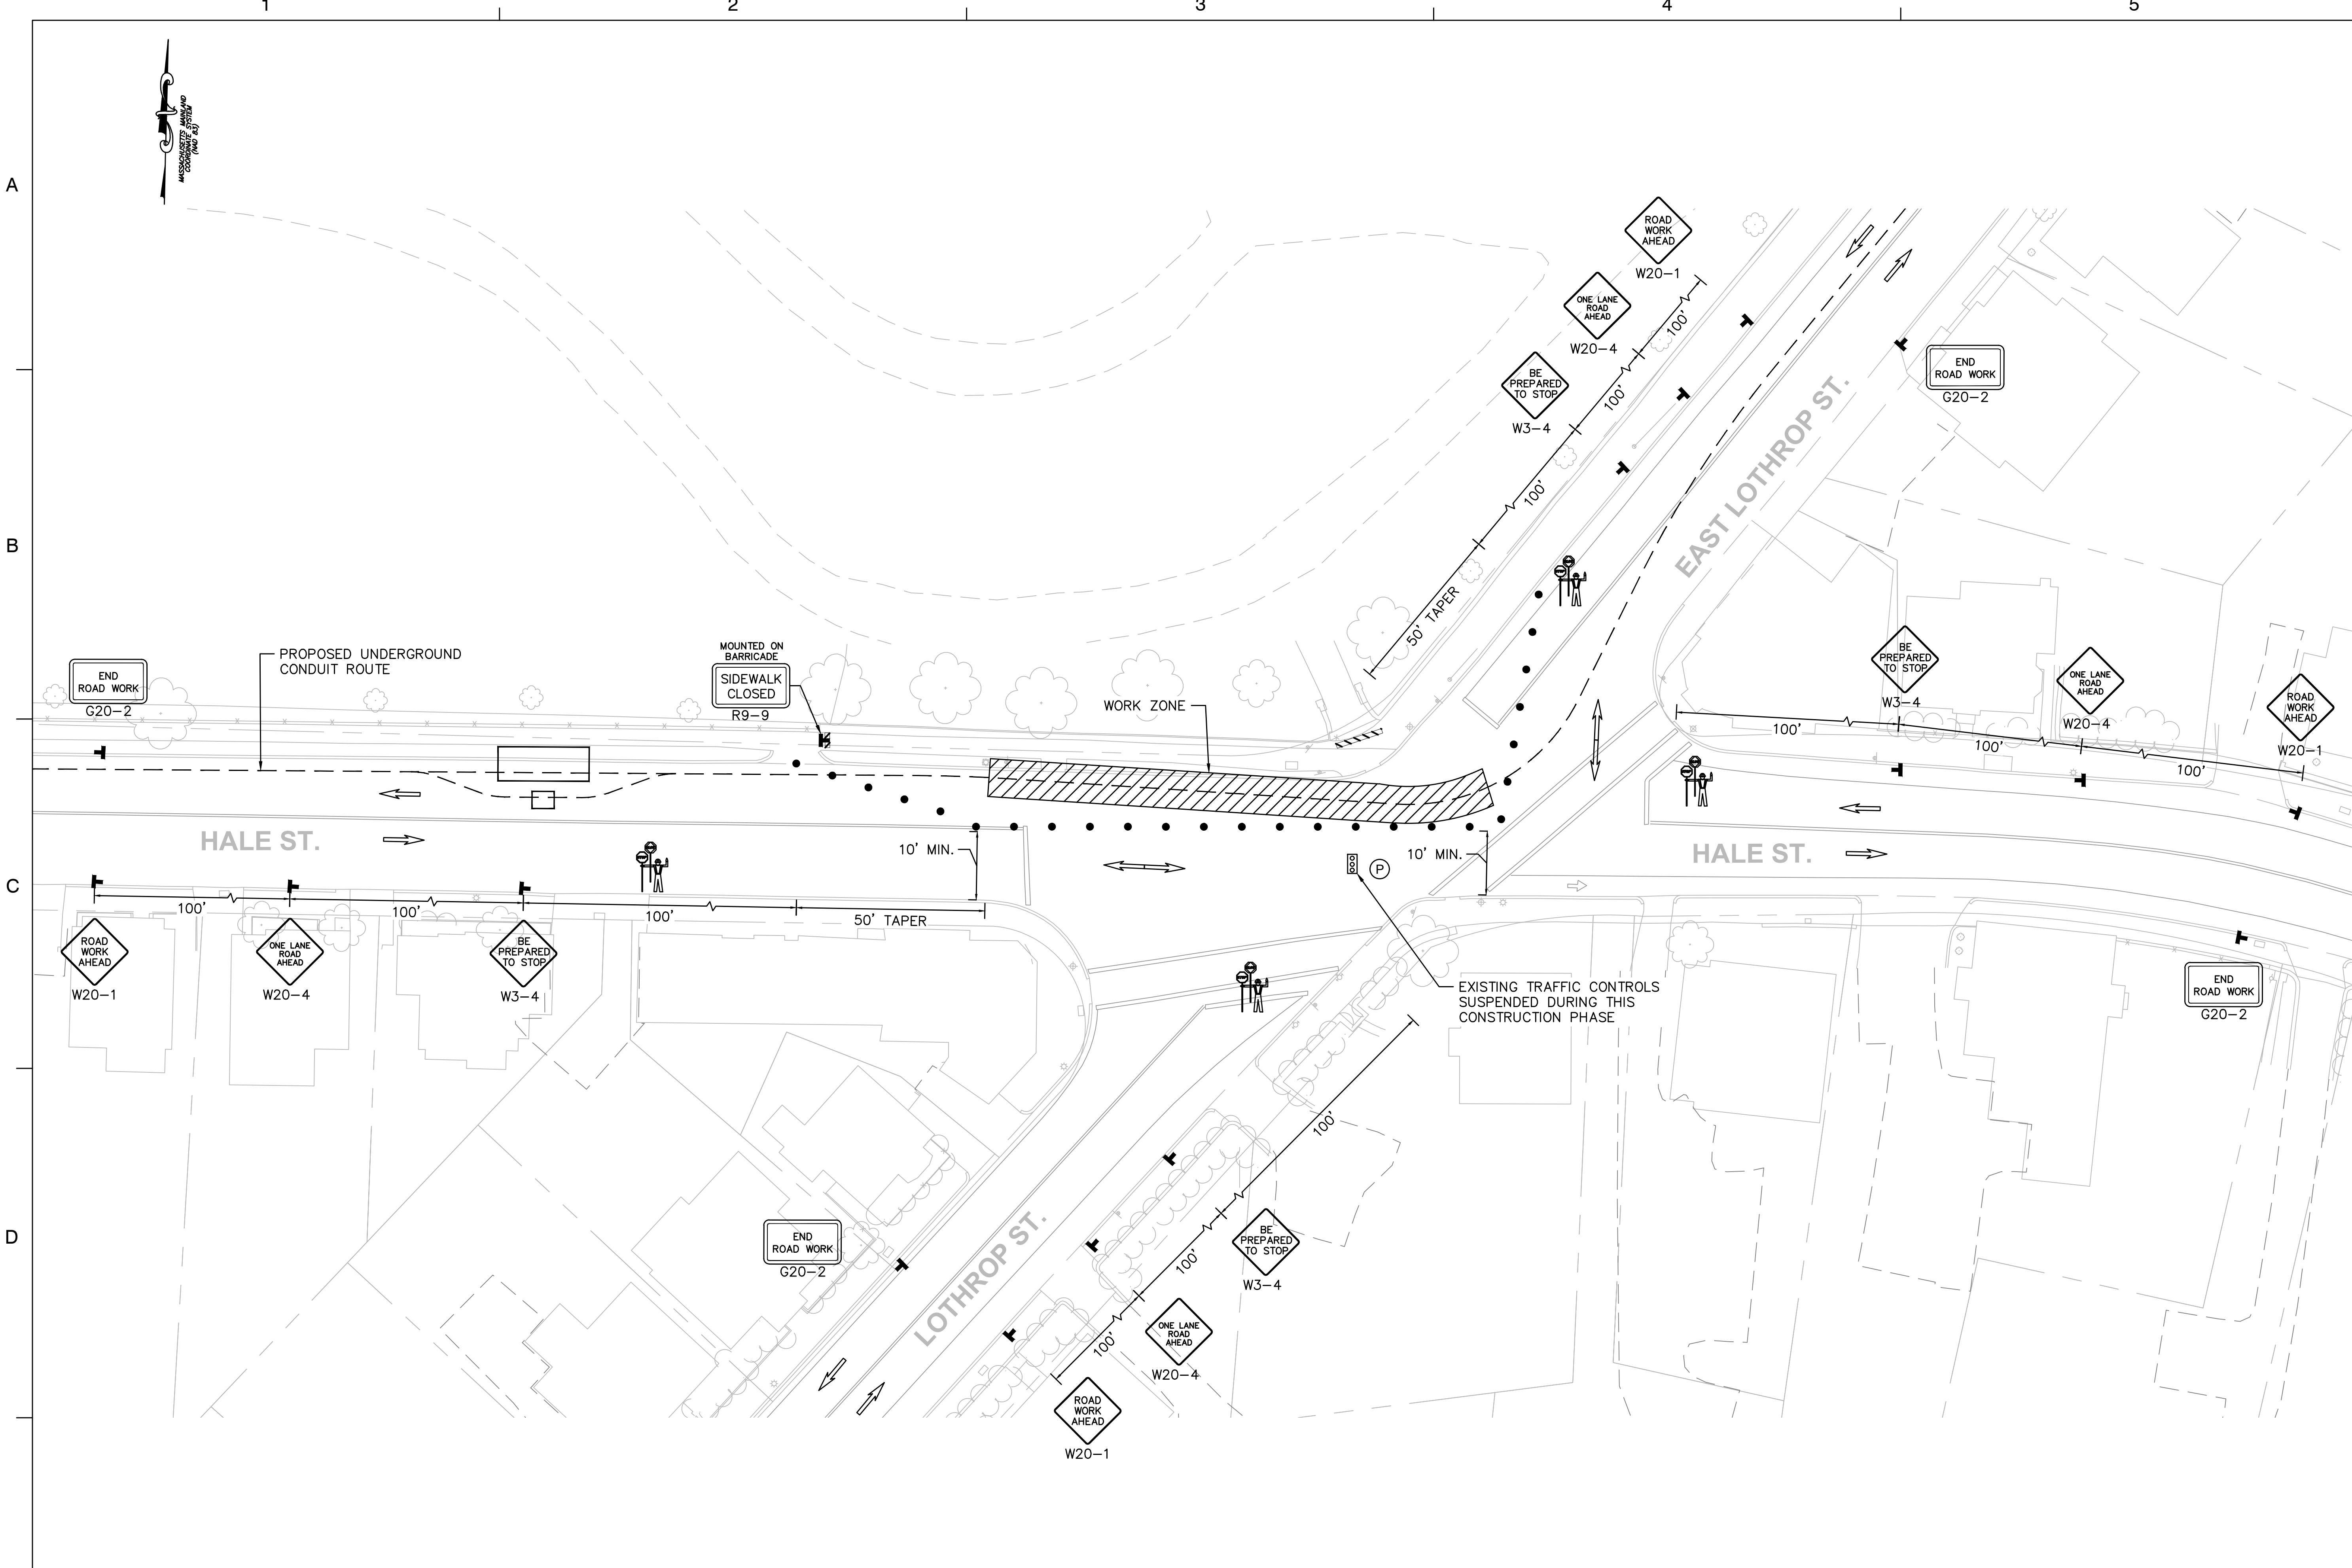 1 2 3 4 5
A
B
C
D
MASSACHUSETTS MAINLAND
COORDINATE SYSTEM
(NAD 83)
ROAD
WORK
AHEAD
W20-1
ONE LANE
ROAD
AHEAD
W20-4
BE
PREPARED
TO STOP
W3-4
100'
100'
100'
50' TAPER
END
ROAD WORK
G20-2
EAST LOTHROP ST.
END
ROAD WORK
G20-2
PROPOSED UNDERGROUND
CONDUIT ROUTE
MOUNTED ON
BARRICADE
SIDEWALK
CLOSED
R9-9
WORK ZONE
BE
PREPARED
TO STOP
W3-4
ONE LANE
ROAD
AHEAD
W20-4
ROAD
WORK
AHEAD
W20-1
100'
100'
100'
HALE ST.
10' MIN.
10' MIN.
P
HALE ST.
100'
100'
100'
50' TAPER
ROAD
WORK
AHEAD
W20-1
ONE LANE
ROAD
AHEAD
W20-4
BE
PREPARED
TO STOP
W3-4
EXISTING TRAFFIC CONTROLS
SUSPENDED DURING THIS
CONSTRUCTION PHASE
END
ROAD WORK
G20-2
END
ROAD WORK
G20-2
LOTHROP ST.
100'
100'
100'
BE
PREPARED
TO STOP
W3-4
ONE LANE
ROAD
AHEAD
W20-4
ROAD
WORK
AHEAD
W20-1